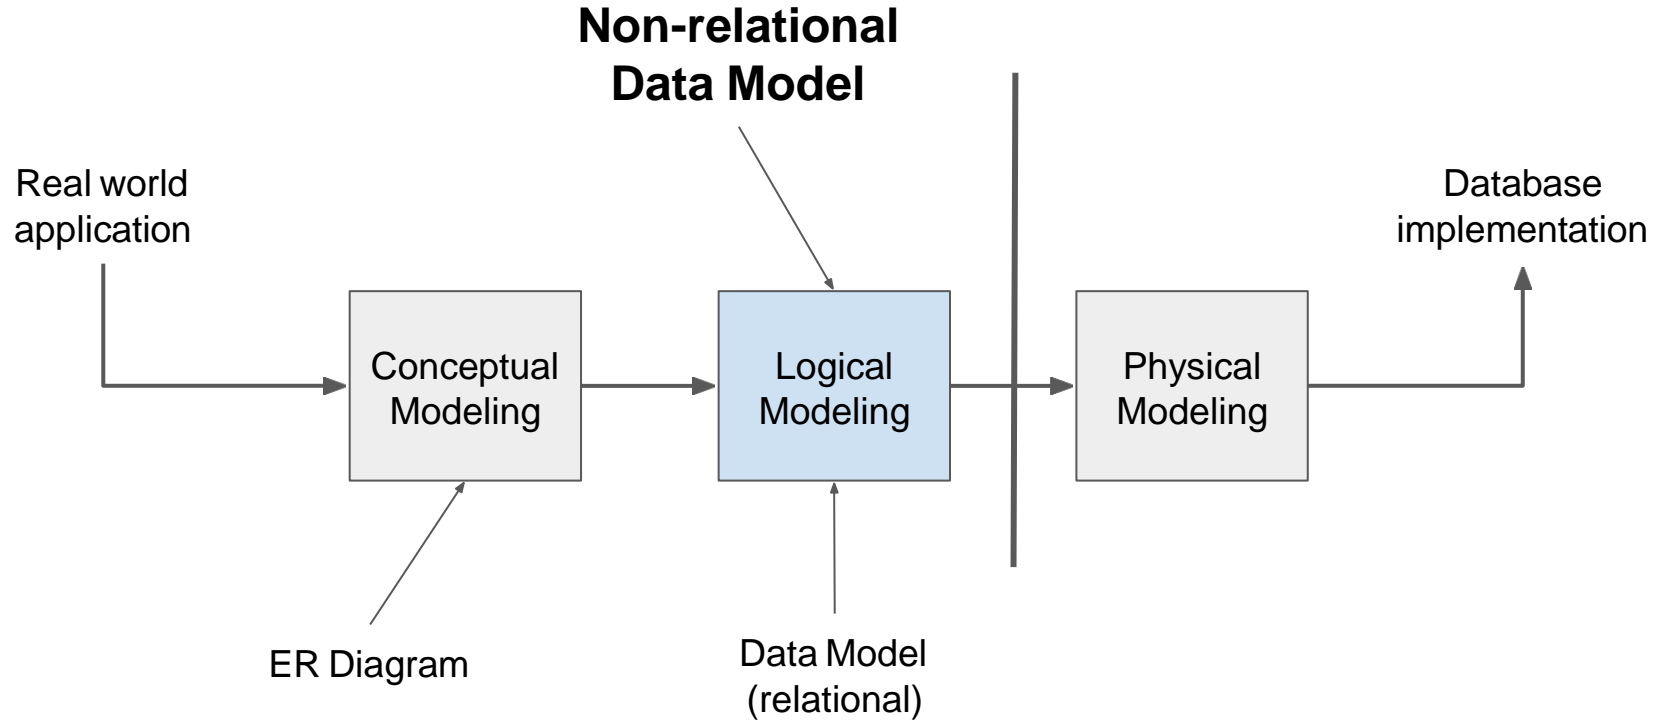 Non-relational
Data Model
Real world
application
Database
implementation
Conceptual
Modeling
Logical
Modeling
Physical
Modeling
ER Diagram
Data Model
(relational)